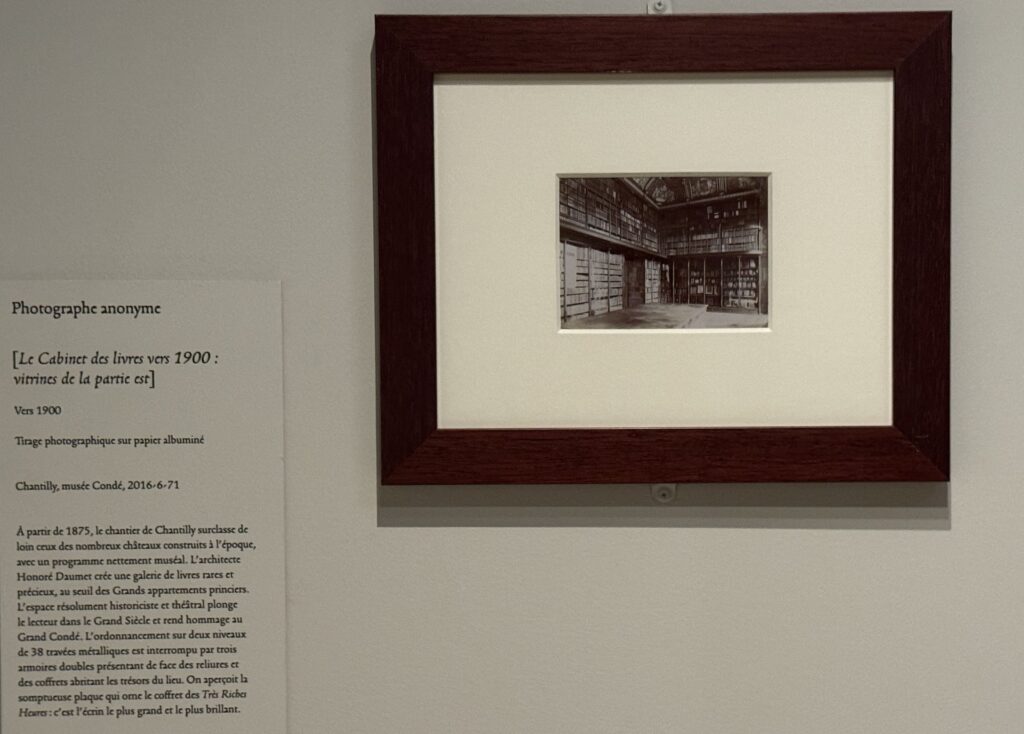 Photographe anonyme
[Le Cabinet des livres vers 1900 :
vitrines de la partie est]
Vers 1900
Tirage photographique sur papier albuminé
Chantilly, musée Condé, 2016-6-71
À partir de 1875, le chantier de Chantilly surclasse de
loin ceux des nombreux châteaux construits à l'époque,
avec un programme nettement muséal. L'architecte
Honoré Daumet crée une galerie de livres rares et
précieux, au seuil des Grands appartements princiers.
L'espace résolument historiciste et théâtral plonge
le lecteur dans le Grand Siècle et rend hommage au
Grand Condé. L'ordonnancement sur deux niveaux
de 38 travées métalliques est interrompu par trois
armoires doubles présentant de face des reliures et
des coffrets abritant les trésors du lieu. On aperçoit la
somptueuse plaque qui orne le coffret des Très Riches
Heures : c'est l'écrin le plus grand et le plus brillant.